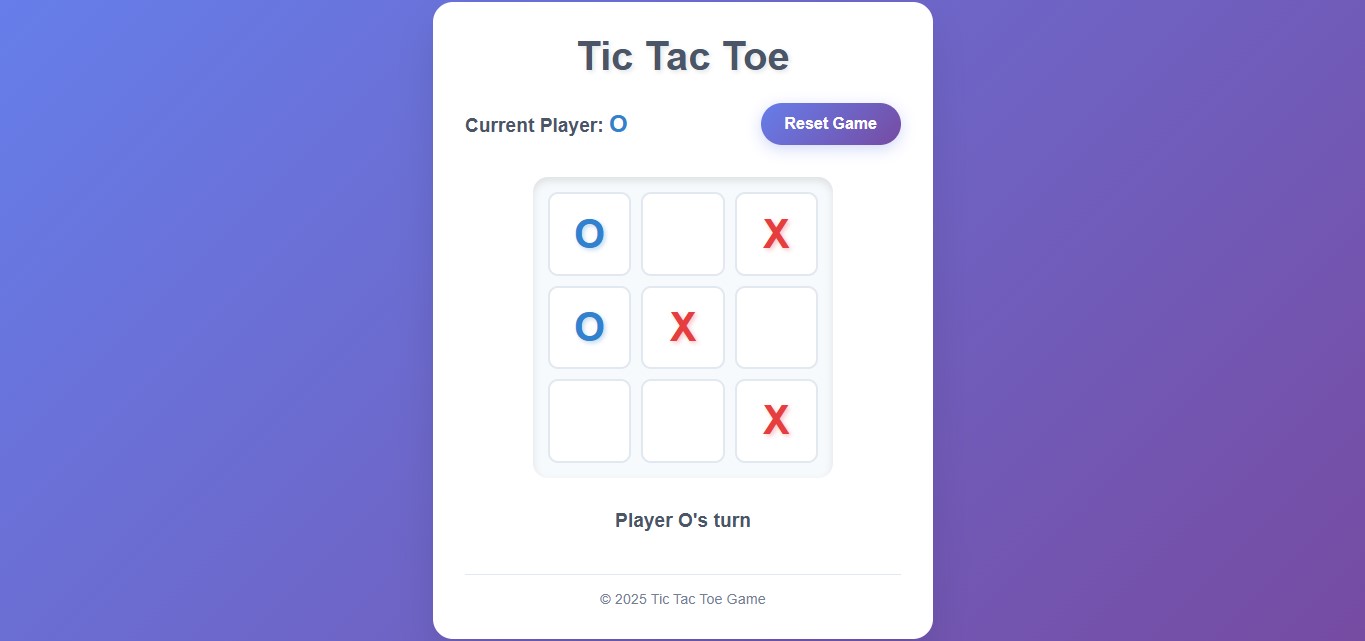 Tic Tac Toe
Current Player: O
Reset Game
O X
O X
X
Player O's turn
© 2025 Tic Tac Toe Game